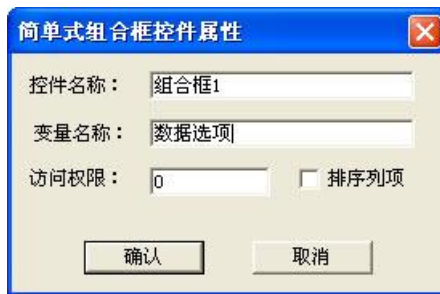 简单式组合框控件属性
控件名称： 组合框1
变量名称： 数据选项
访问权限： 0 排序列项
确认 取消